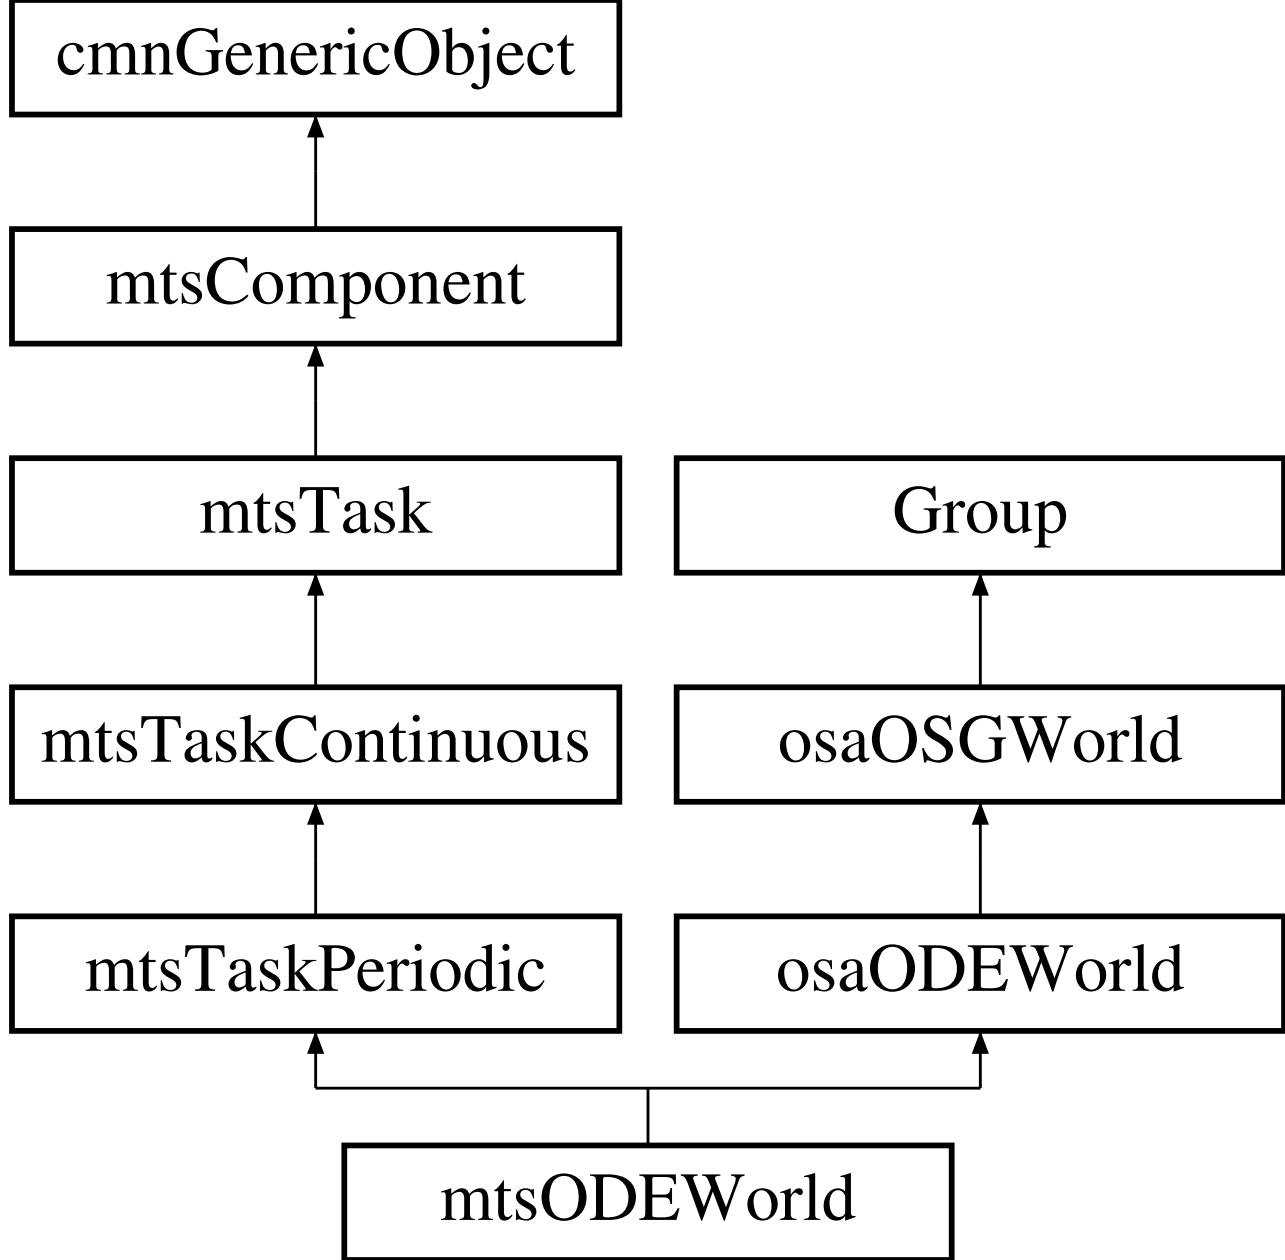 cmnGenericObject
mtsComponent
mtsTask
Group
mtsTaskContinuous
osaOSGWorld
mtsTaskPeriodic
osaODEWorld
mtsODEWorld